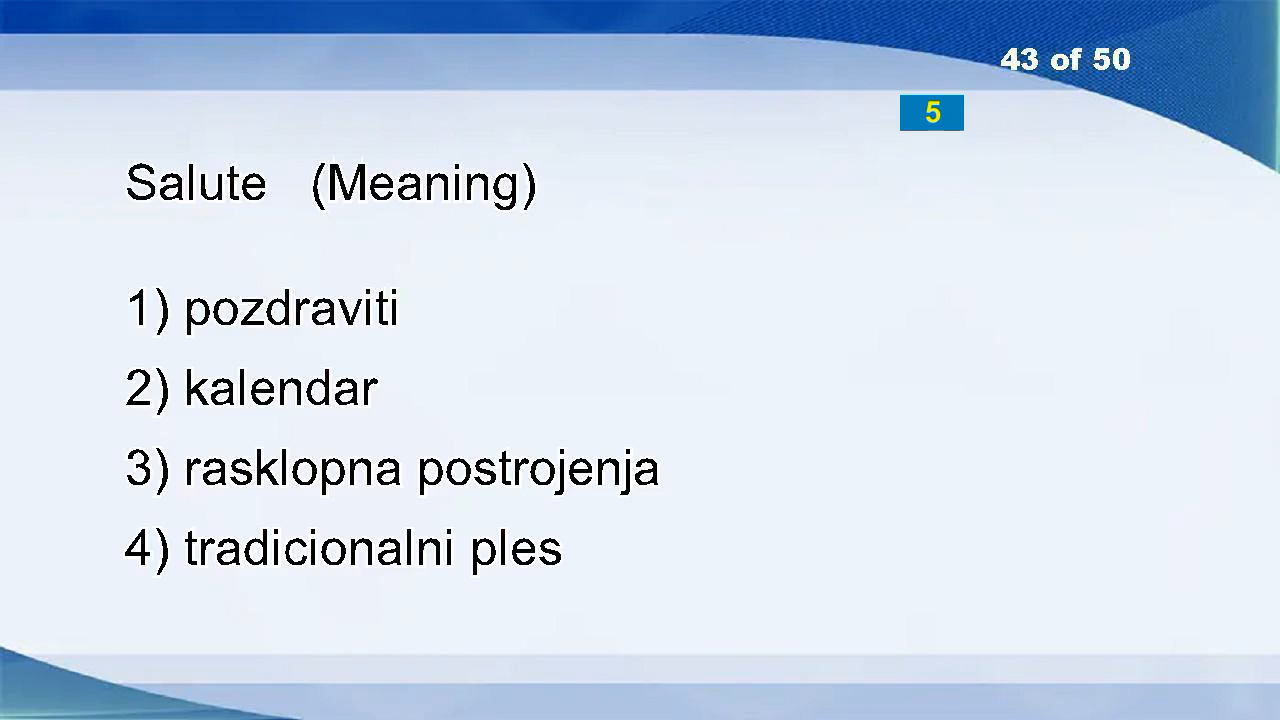 43 of 50
5
Salute (Meaning)
1) pozdraviti
2) kalendar
3) rasklopna postrojenja
4) tradicionalni ples